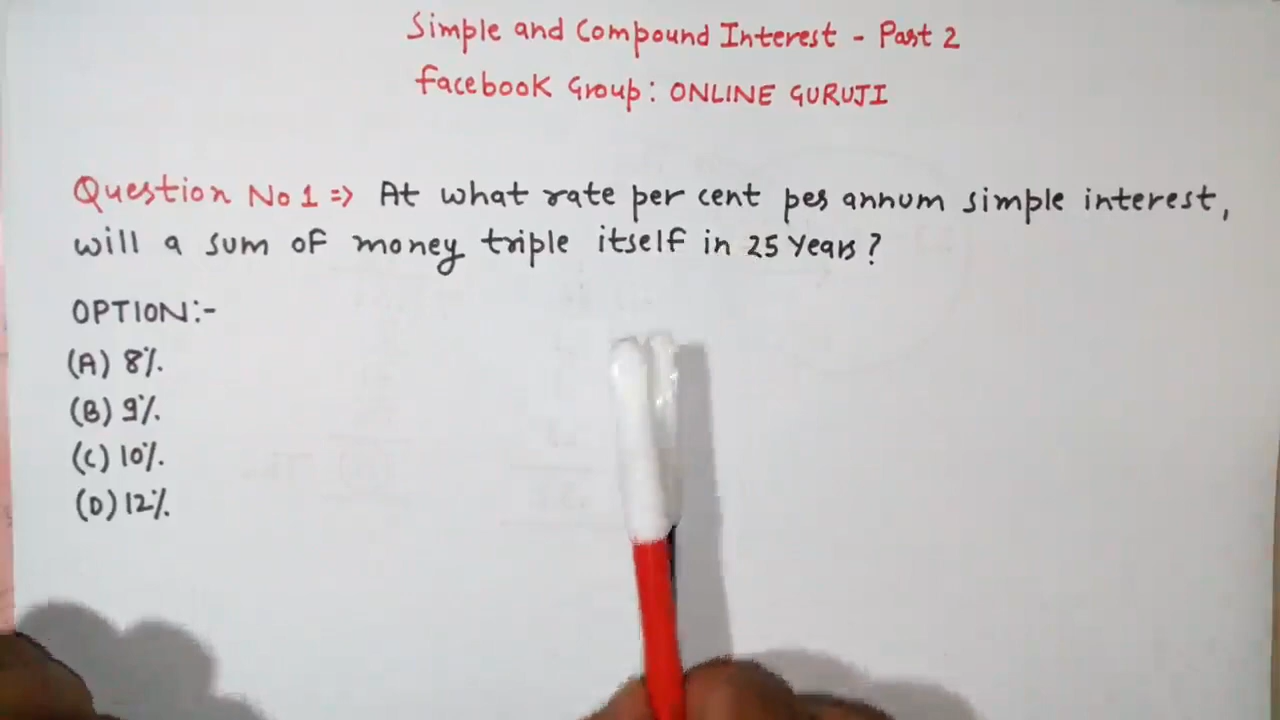 Simple and Compound Interest - Part 2
facebook Group: ONLINE GURUJI
Question No 1 => At what rate per cent per annum simple interest,
will a sum of money triple itself in 25 Years?
OPTION:-
(A) 8%.
(B) 9%.
(C) 10%.
(D) 12%.